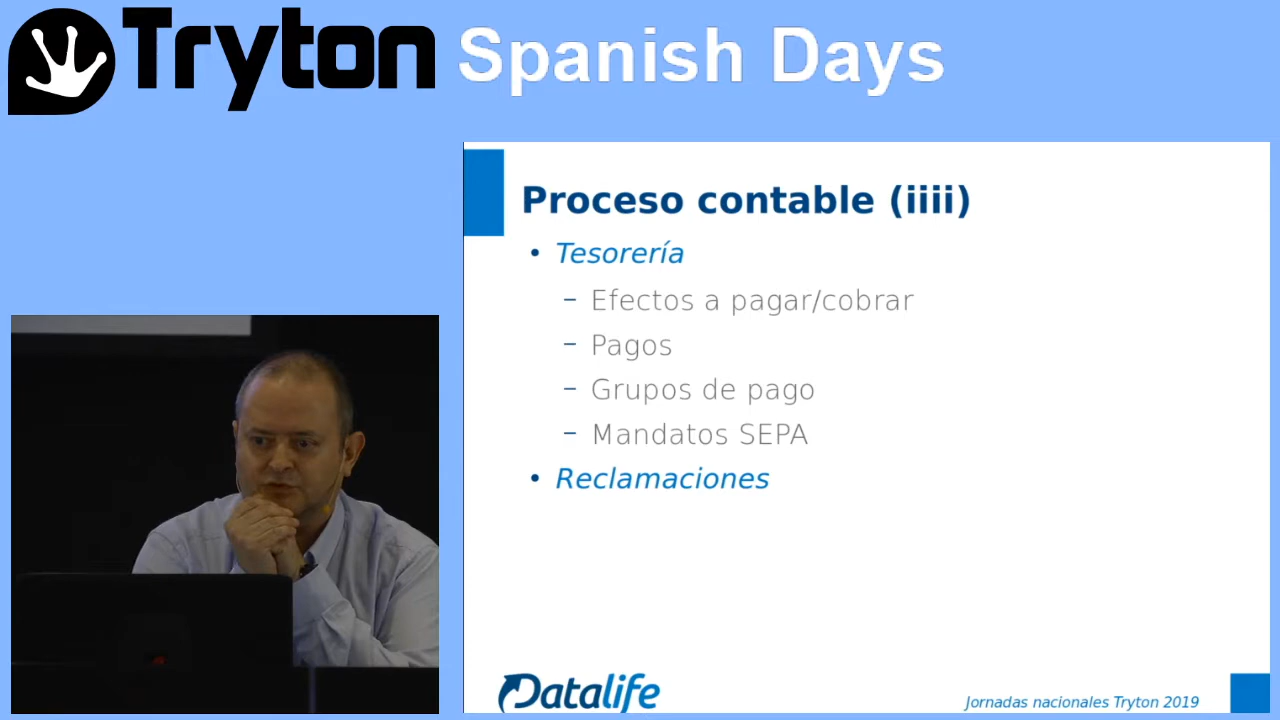 Tryton Spanish Days
Proceso contable (iiii)
• Tesorería
– Efectos a pagar/cobrar
– Pagos
– Grupos de pago
– Mandatos SEPA
• Reclamaciones
Datalife
Jornadas nacionales Tryton 2019